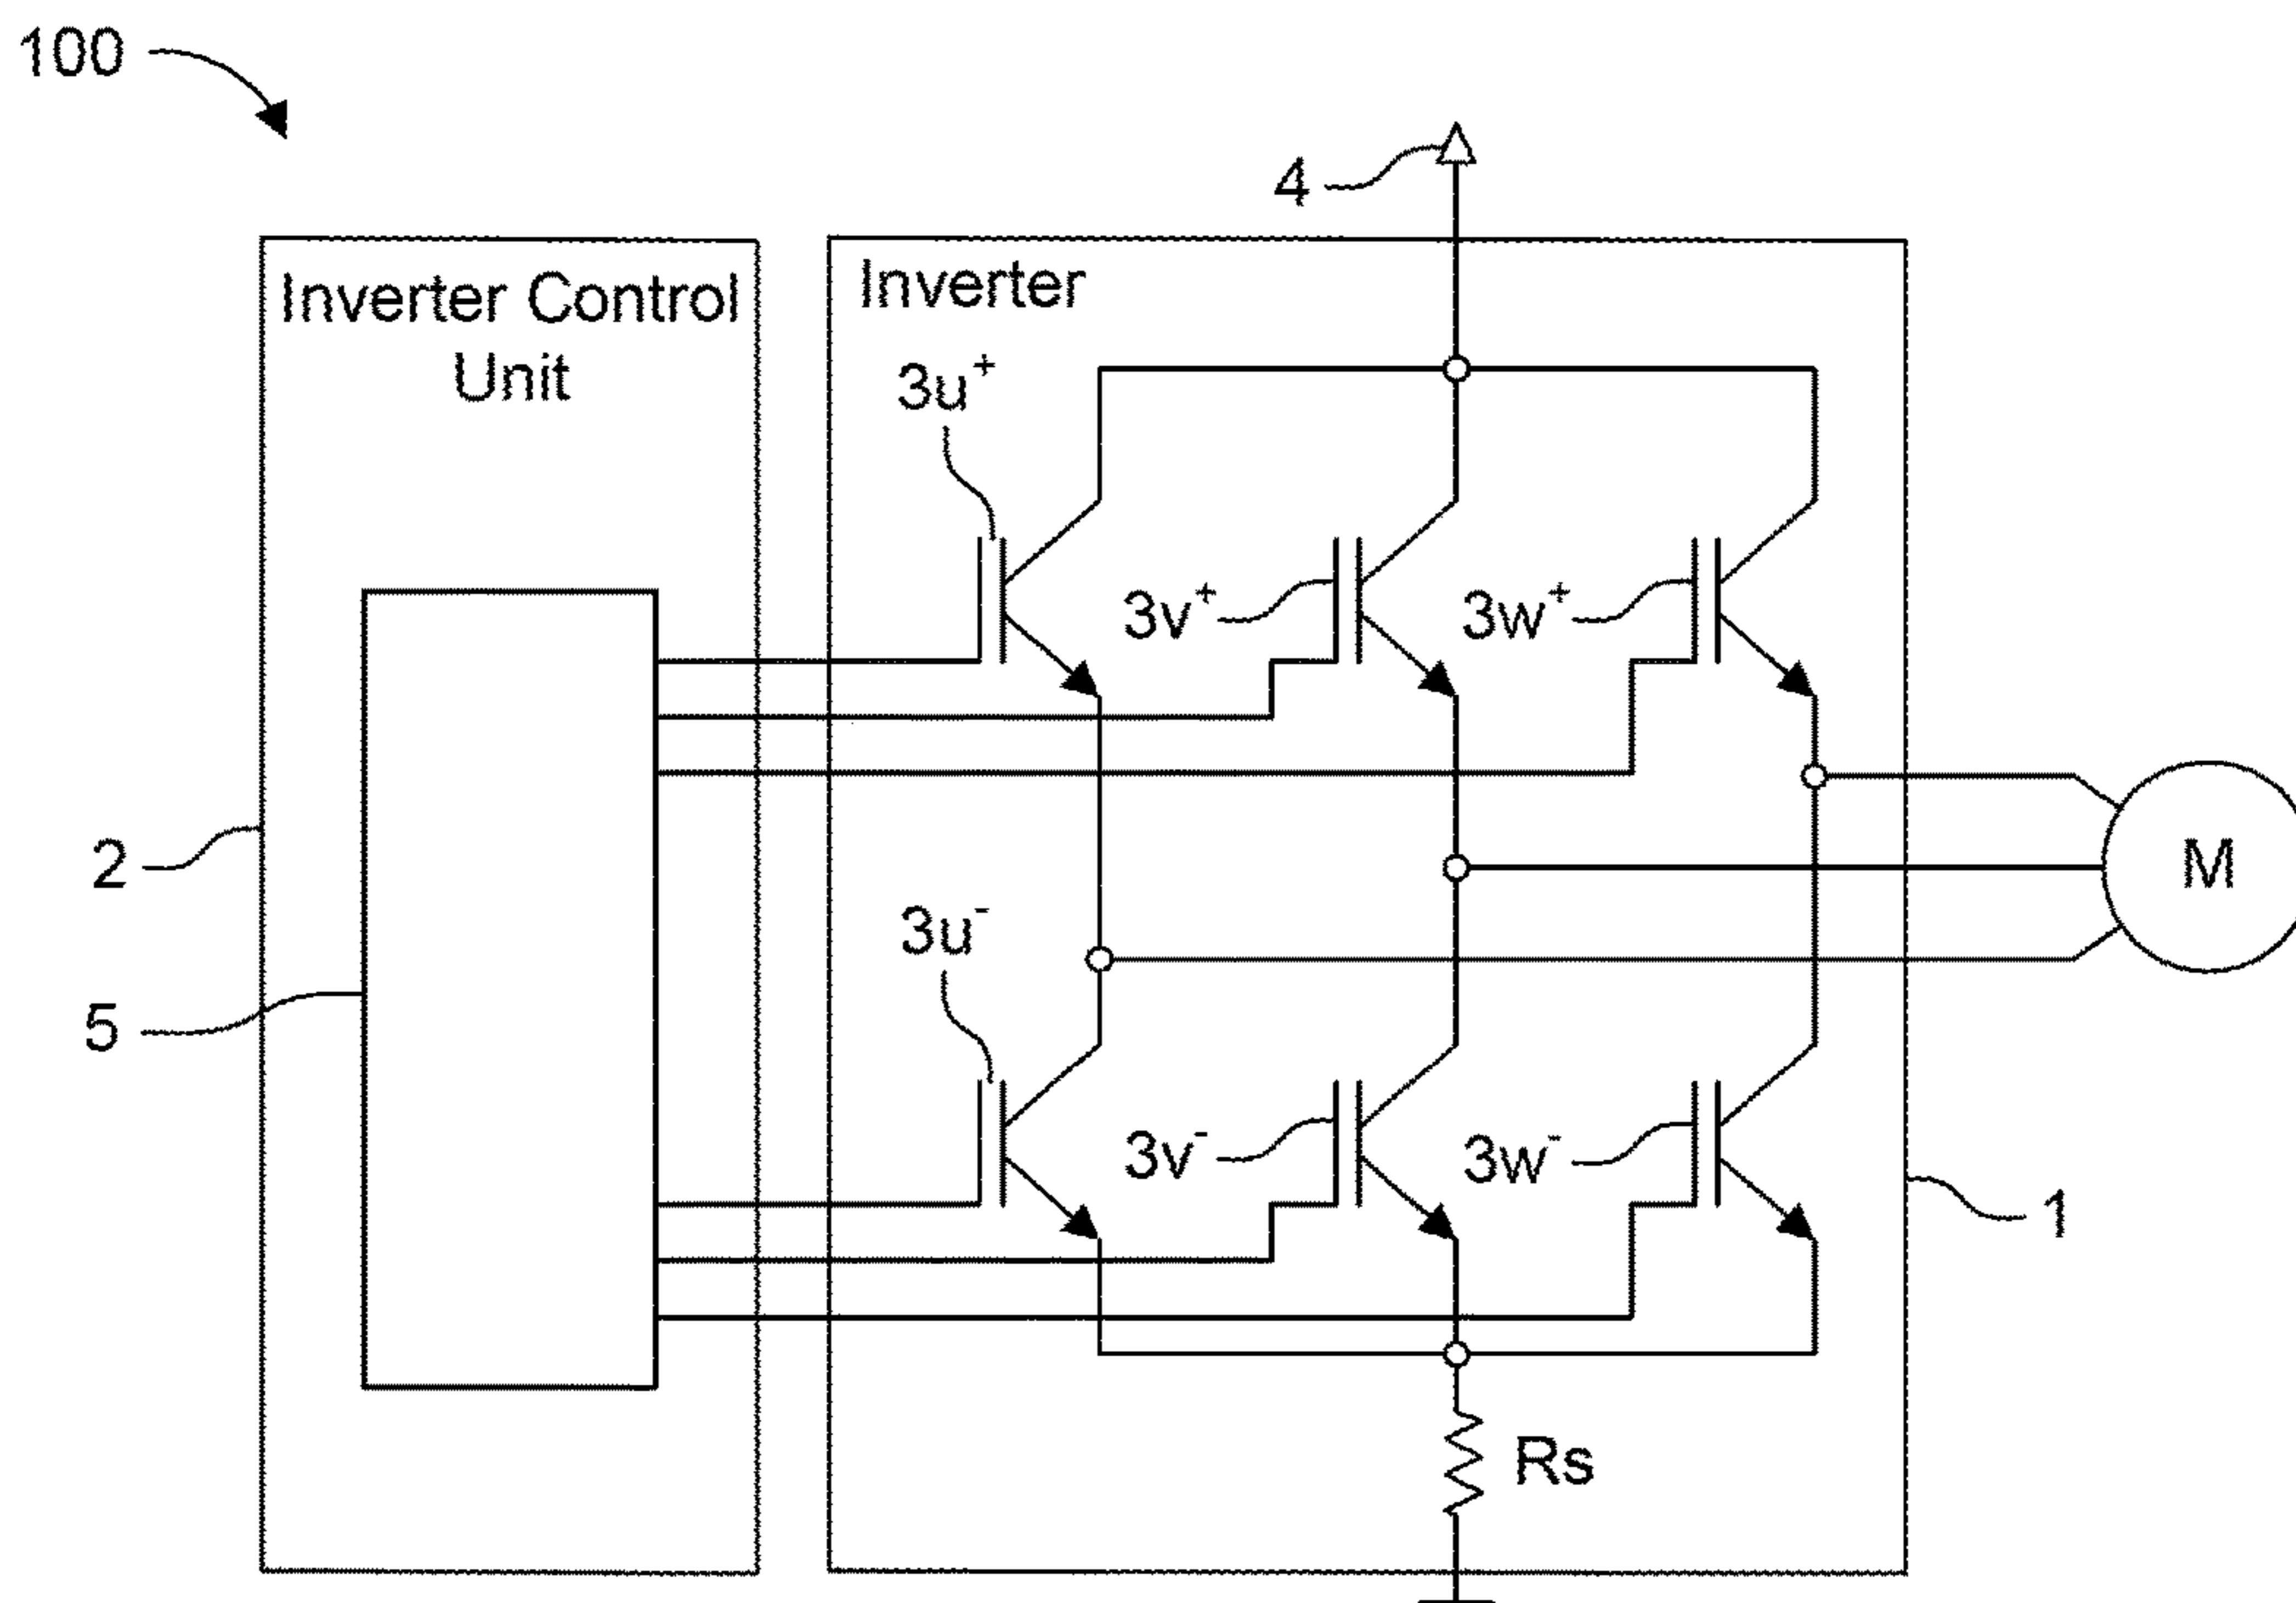 100
4
Inverter Control
Unit
Inverter
3u⁺
3v⁺
3w⁺
2
M
3u⁻
5
3v⁻
3w⁻
1
Rs